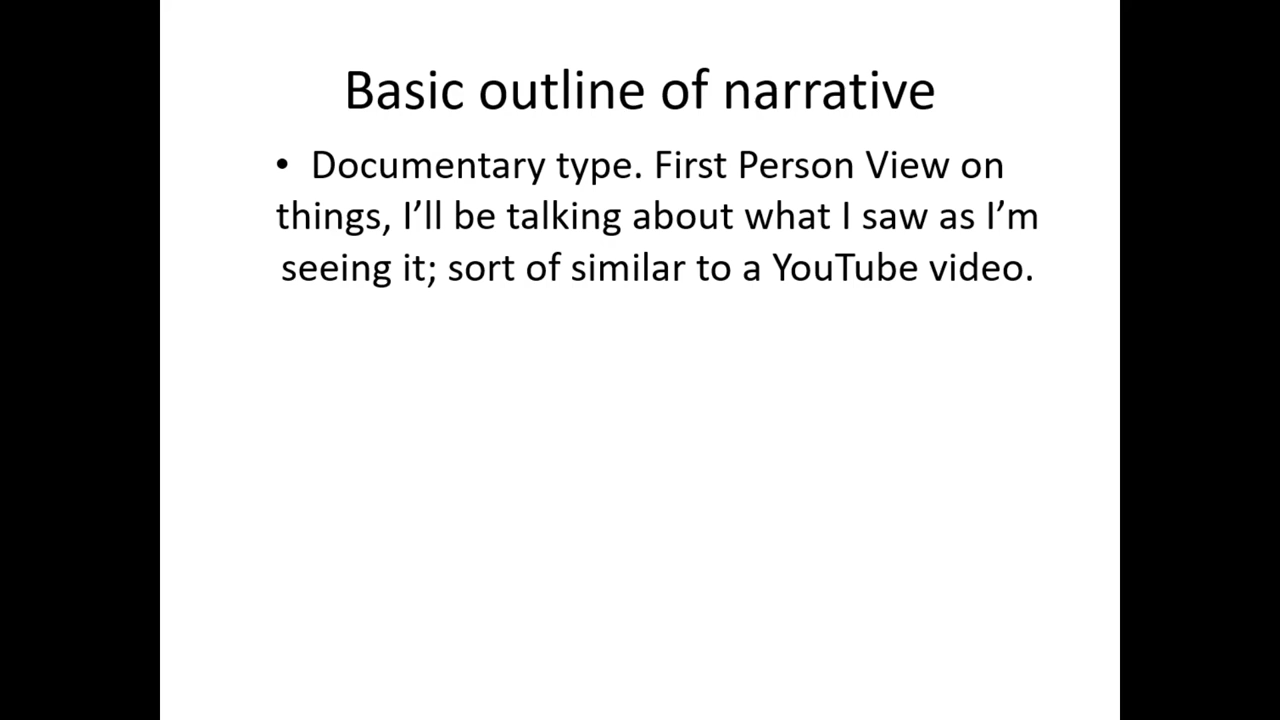 Basic outline of narrative
• Documentary type. First Person View on
things, I’ll be talking about what I saw as I’m
seeing it; sort of similar to a YouTube video.